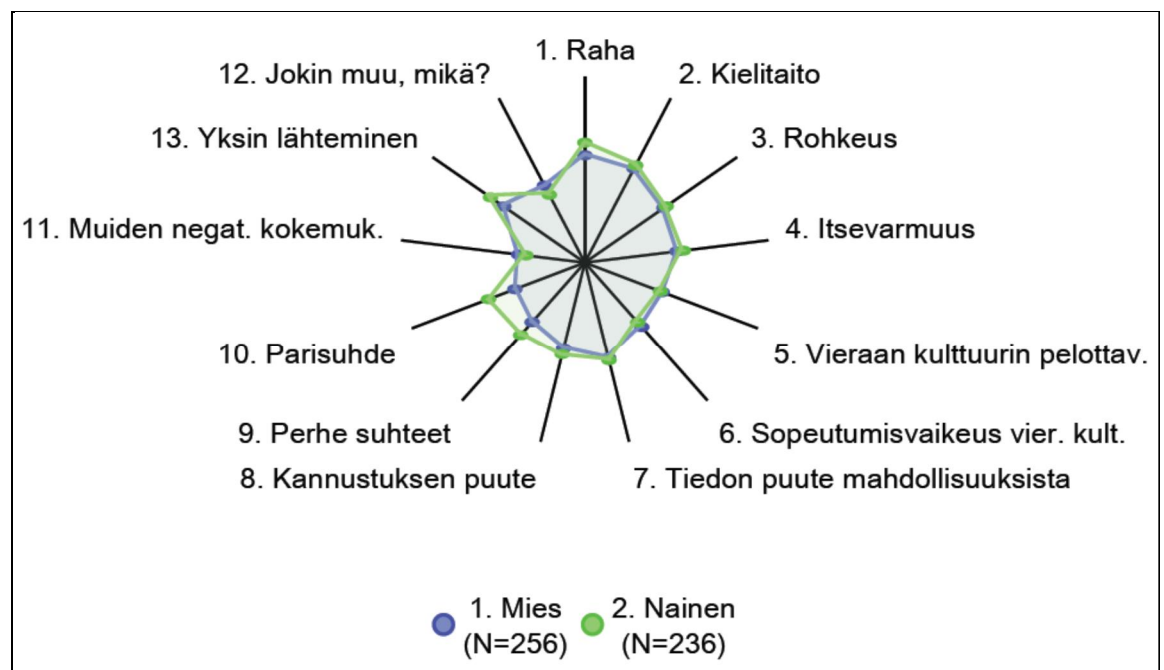 1. Raha
2. Kielitaito
3. Rohkeus
4. Itsevarmuus
5. Vieraan kulttuurin pelottav.
6. Sopeutumisvaikeus vier. kult.
7. Tiedon puute mahdollisuuksista
8. Kannustuksen puute
9. Perhe suhteet
10. Parisuhde
11. Muiden negat. kokemuk.
13. Yksin lähteminen
12. Jokin muu, mikä?
1. Mies
(N=256)
2. Nainen
(N=236)